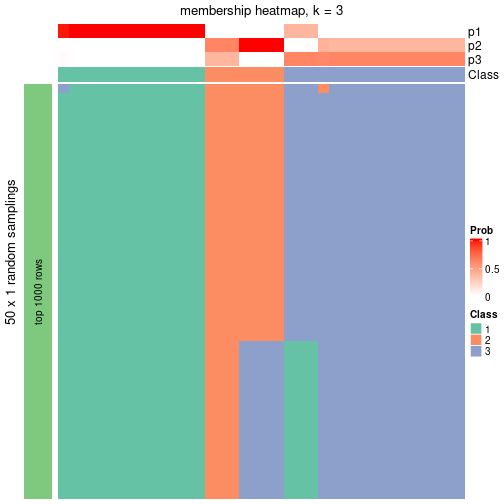 membership heatmap, k = 3
p1
p2
p3
Class
50 x 1 random samplings
top 1000 rows
Prob
1
0.5
0
Class
1
2
3